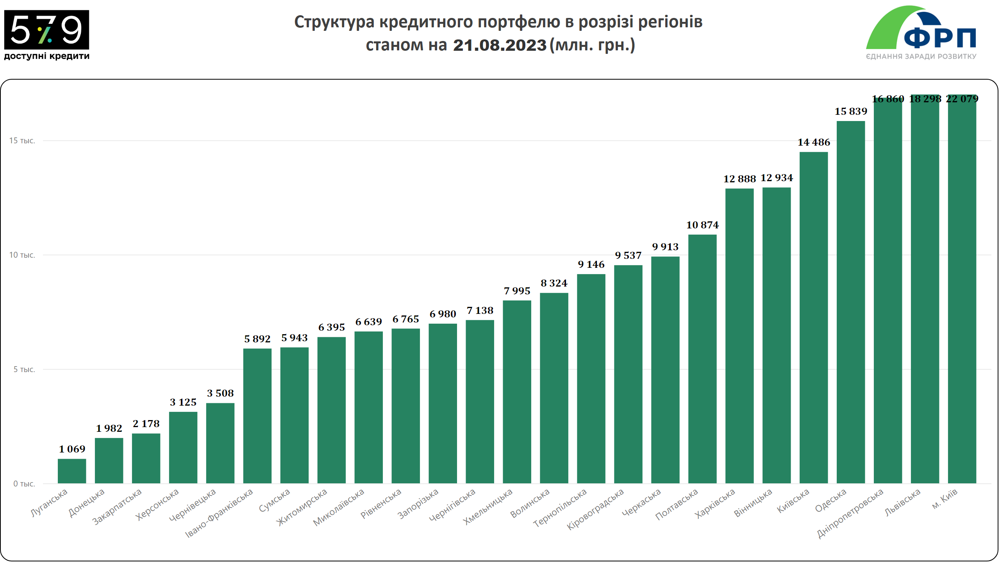 5%7%9
доступні кредити
Структура кредитного портфелю в розрізі регіонів
станом на 21.08.2023 (млн. грн.)
ФРП
ЄДНАННЯ ЗАРАДИ РОЗВИТКУ
15 тыс.
10 тыс.
5 тыс.
0 тыс.
1 069
1 982
2 178
3 125
3 508
5 892
5 943
6 395
6 639
6 765
6 980
7 138
7 995
8 324
9 146
9 537
9 913
10 874
12 888
12 934
14 486
15 839
16 860
18 298
22 079
Луганська
Донецька
Закарпатська
Херсонська
Чернівецька
Івано-Франківська
Сумська
Житомирська
Миколаївська
Рівненська
Запорізька
Чернігівська
Хмельницька
Волинська
Тернопільська
Кіровоградська
Черкаська
Полтавська
Харківська
Вінницька
Київська
Одеська
Дніпропетровська
Львівська
м. Київ